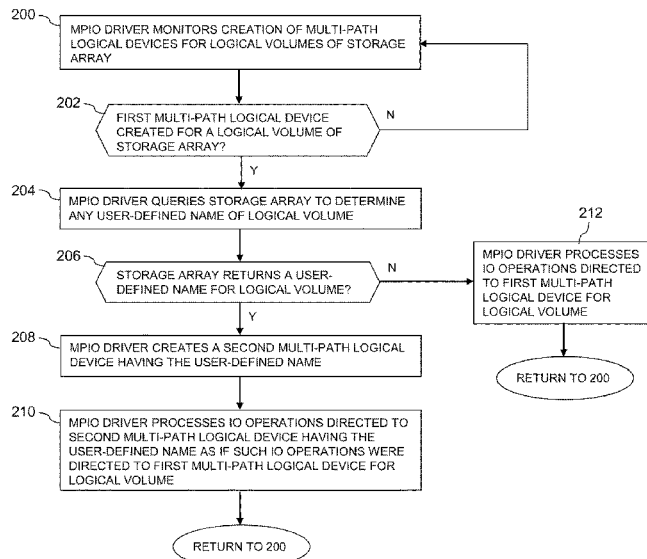 200
MPIO DRIVER MONITORS CREATION OF MULTI-PATH
LOGICAL DEVICES FOR LOGICAL VOLUMES OF STORAGE
ARRAY
202
FIRST MULTI-PATH LOGICAL DEVICE
CREATED FOR A LOGICAL VOLUME OF
STORAGE ARRAY?
N
Y
204
MPIO DRIVER QUERIES STORAGE ARRAY TO DETERMINE
ANY USER-DEFINED NAME OF LOGICAL VOLUME
206
STORAGE ARRAY RETURNS A USER-
DEFINED NAME FOR LOGICAL VOLUME?
N
Y
212
MPIO DRIVER PROCESSES
IO OPERATIONS DIRECTED
TO FIRST MULTI-PATH
LOGICAL DEVICE FOR
LOGICAL VOLUME
RETURN TO 200
208
MPIO DRIVER CREATES A SECOND MULTI-PATH LOGICAL
DEVICE HAVING THE USER-DEFINED NAME
210
MPIO DRIVER PROCESSES IO OPERATIONS DIRECTED TO
SECOND MULTI-PATH LOGICAL DEVICE HAVING THE
USER-DEFINED NAME AS IF SUCH IO OPERATIONS WERE
DIRECTED TO FIRST MULTI-PATH LOGICAL DEVICE FOR
LOGICAL VOLUME
RETURN TO 200